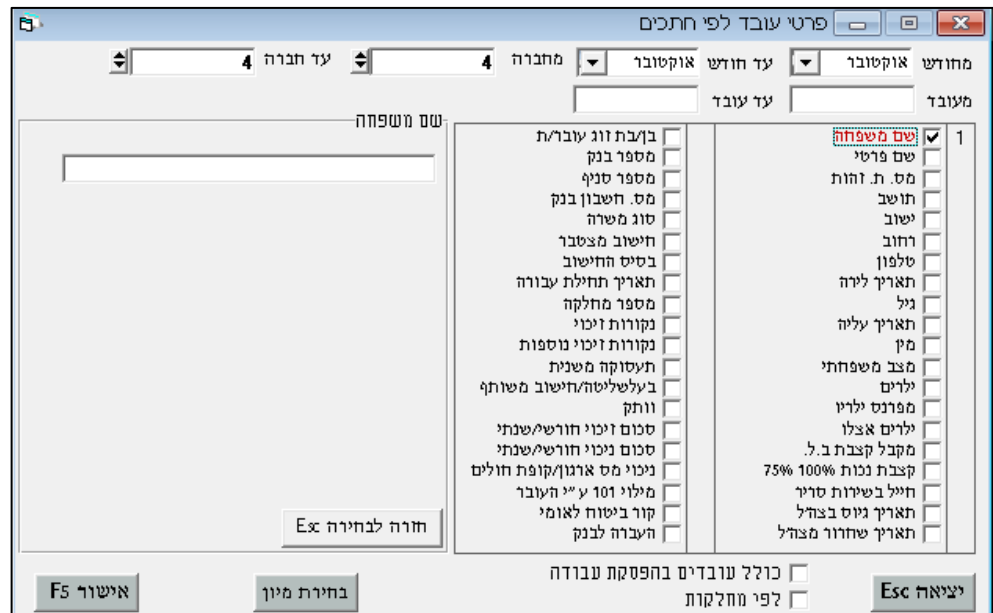 פרטי עובד לפי חתכים
מחודש אוקטובר עד חודש אוקטובר מחברה 4 עד חברה 4
מעובד עד עובד
1 שם משפחה
שם פרטי
מס. ת. זהות
תושב
ישוב
רחוב
טלפון
תאריך לידה
גיל
תאריך עליה
מין
מצב משפחתי
ילדים
מפרנס ילדיו
ילדים אצלו
מקבל קצבת ב.ל.
קצבת נכות 100% 75%
חייל בשירות סדיר
תאריך גיוס בצה"ל
תאריך שחרור מצה"ל
בן/בת זוג עובד/ת
מספר בנק
מספר סניף
מס. חשבון בנק
סוג משרה
חישוב מצטבר
בסיס החישוב
תאריך תחילת עבודה
מספר מחלקה
נקודות זיכוי
נקודות זיכוי נוספות
תעסוקה משנית
בעלשליטה/חישוב משותף
וותק
סכום זיכוי חודשי/שנתי
סכום ניכוי חודשי/שנתי
ניכוי מס ארגון/קופת חולים
מילוי 101 ע"י העובד
קוד ביטוח לאומי
העברה לבנק
שם משפחה
חזרה לבחירה Esc
יציאה Esc
כולל עובדים בהפסקת עבודה
לפי מחלקות
בחירת מיון
אישור F5